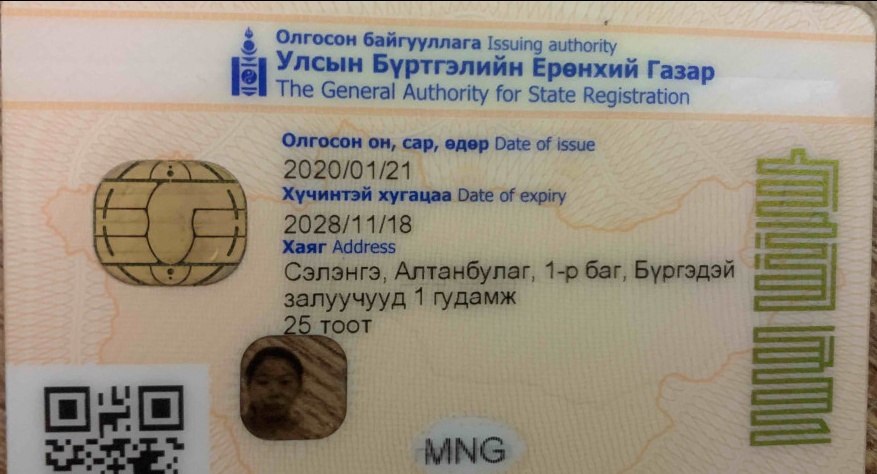 Олгосон байгууллага Issuing authority
Улсын Бүртгэлийн Ерөнхий Газар
The General Authority for State Registration
Олгосон он, сар, өдөр Date of issue
2020/01/21
Хүчинтэй хугацаа Date of expiry
2028/11/18
Хаяг Address
Сэлэнгэ, Алтанбулаг, 1-р баг, Бүргэдэй
залуучууд 1 гудамж
25 тоот
MNG